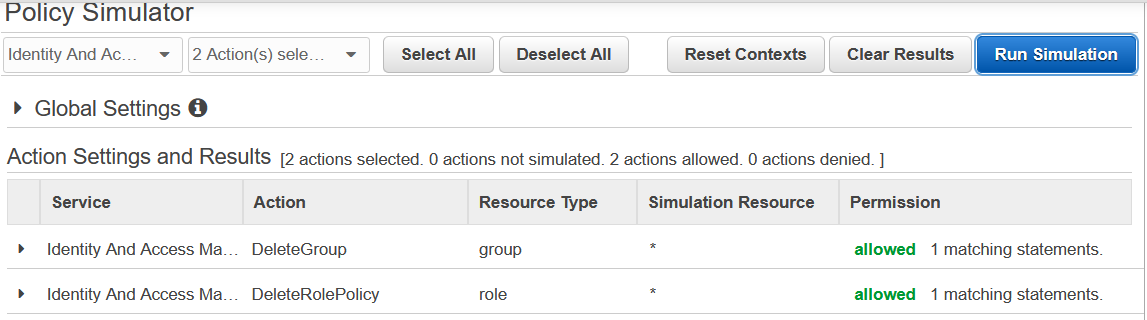 Policy Simulator
Identity And Ac... 2 Action(s) sele... Select All Deselect All Reset Contexts Clear Results Run Simulation
Global Settings
Action Settings and Results [2 actions selected. 0 actions not simulated. 2 actions allowed. 0 actions denied. ]
Service Action Resource Type Simulation Resource Permission
Identity And Access Ma... DeleteGroup group * allowed 1 matching statements.
Identity And Access Ma... DeleteRolePolicy role * allowed 1 matching statements.